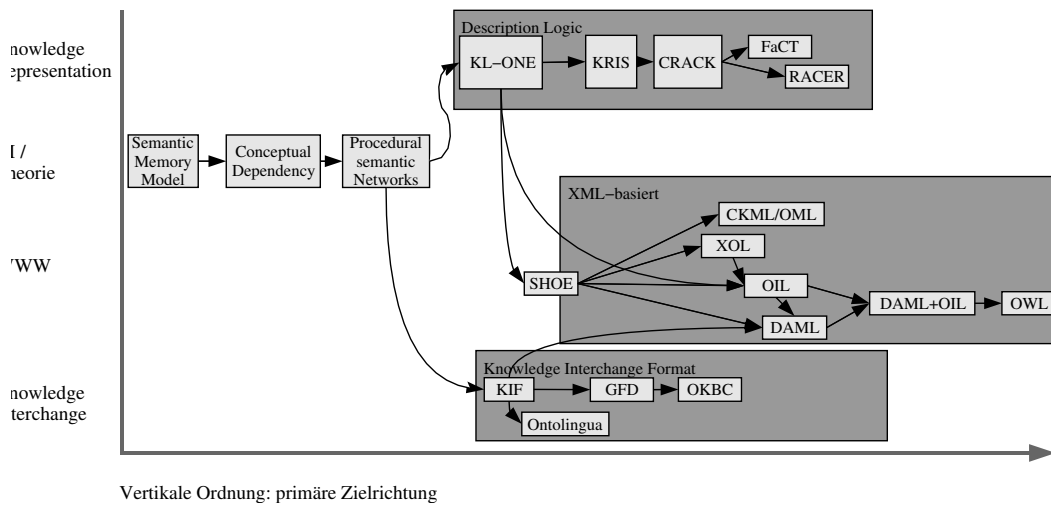 Description Logic
nowledge
epresentation
KL−ONE
KRIS
CRACK
FaCT
RACER
I /
heorie
Semantic
Memory
Model
Conceptual
Dependency
Procedural
semantic
Networks
XML−basiert
CKML/OML
XOL
WW
SHOE
OIL
DAML+OIL
OWL
DAML
Knowledge Interchange Format
nowledge
terchange
KIF
GFD
OKBC
Ontolingua
Vertikale Ordnung: primäre Zielrichtung